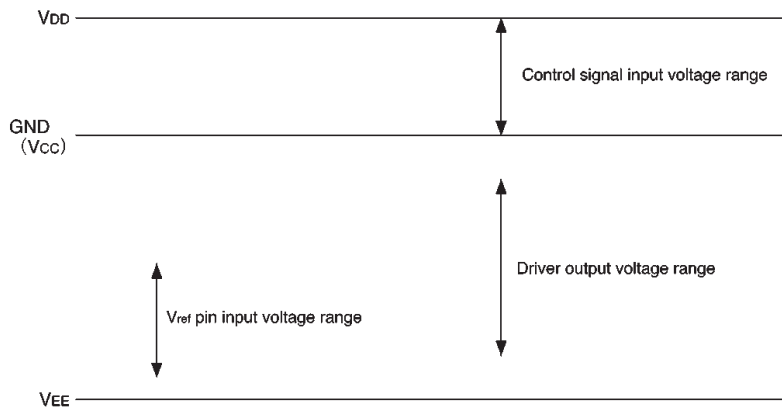 VDD
Control signal input voltage range
GND
(VCC)
Driver output voltage range
Vref pin input voltage range
VEE